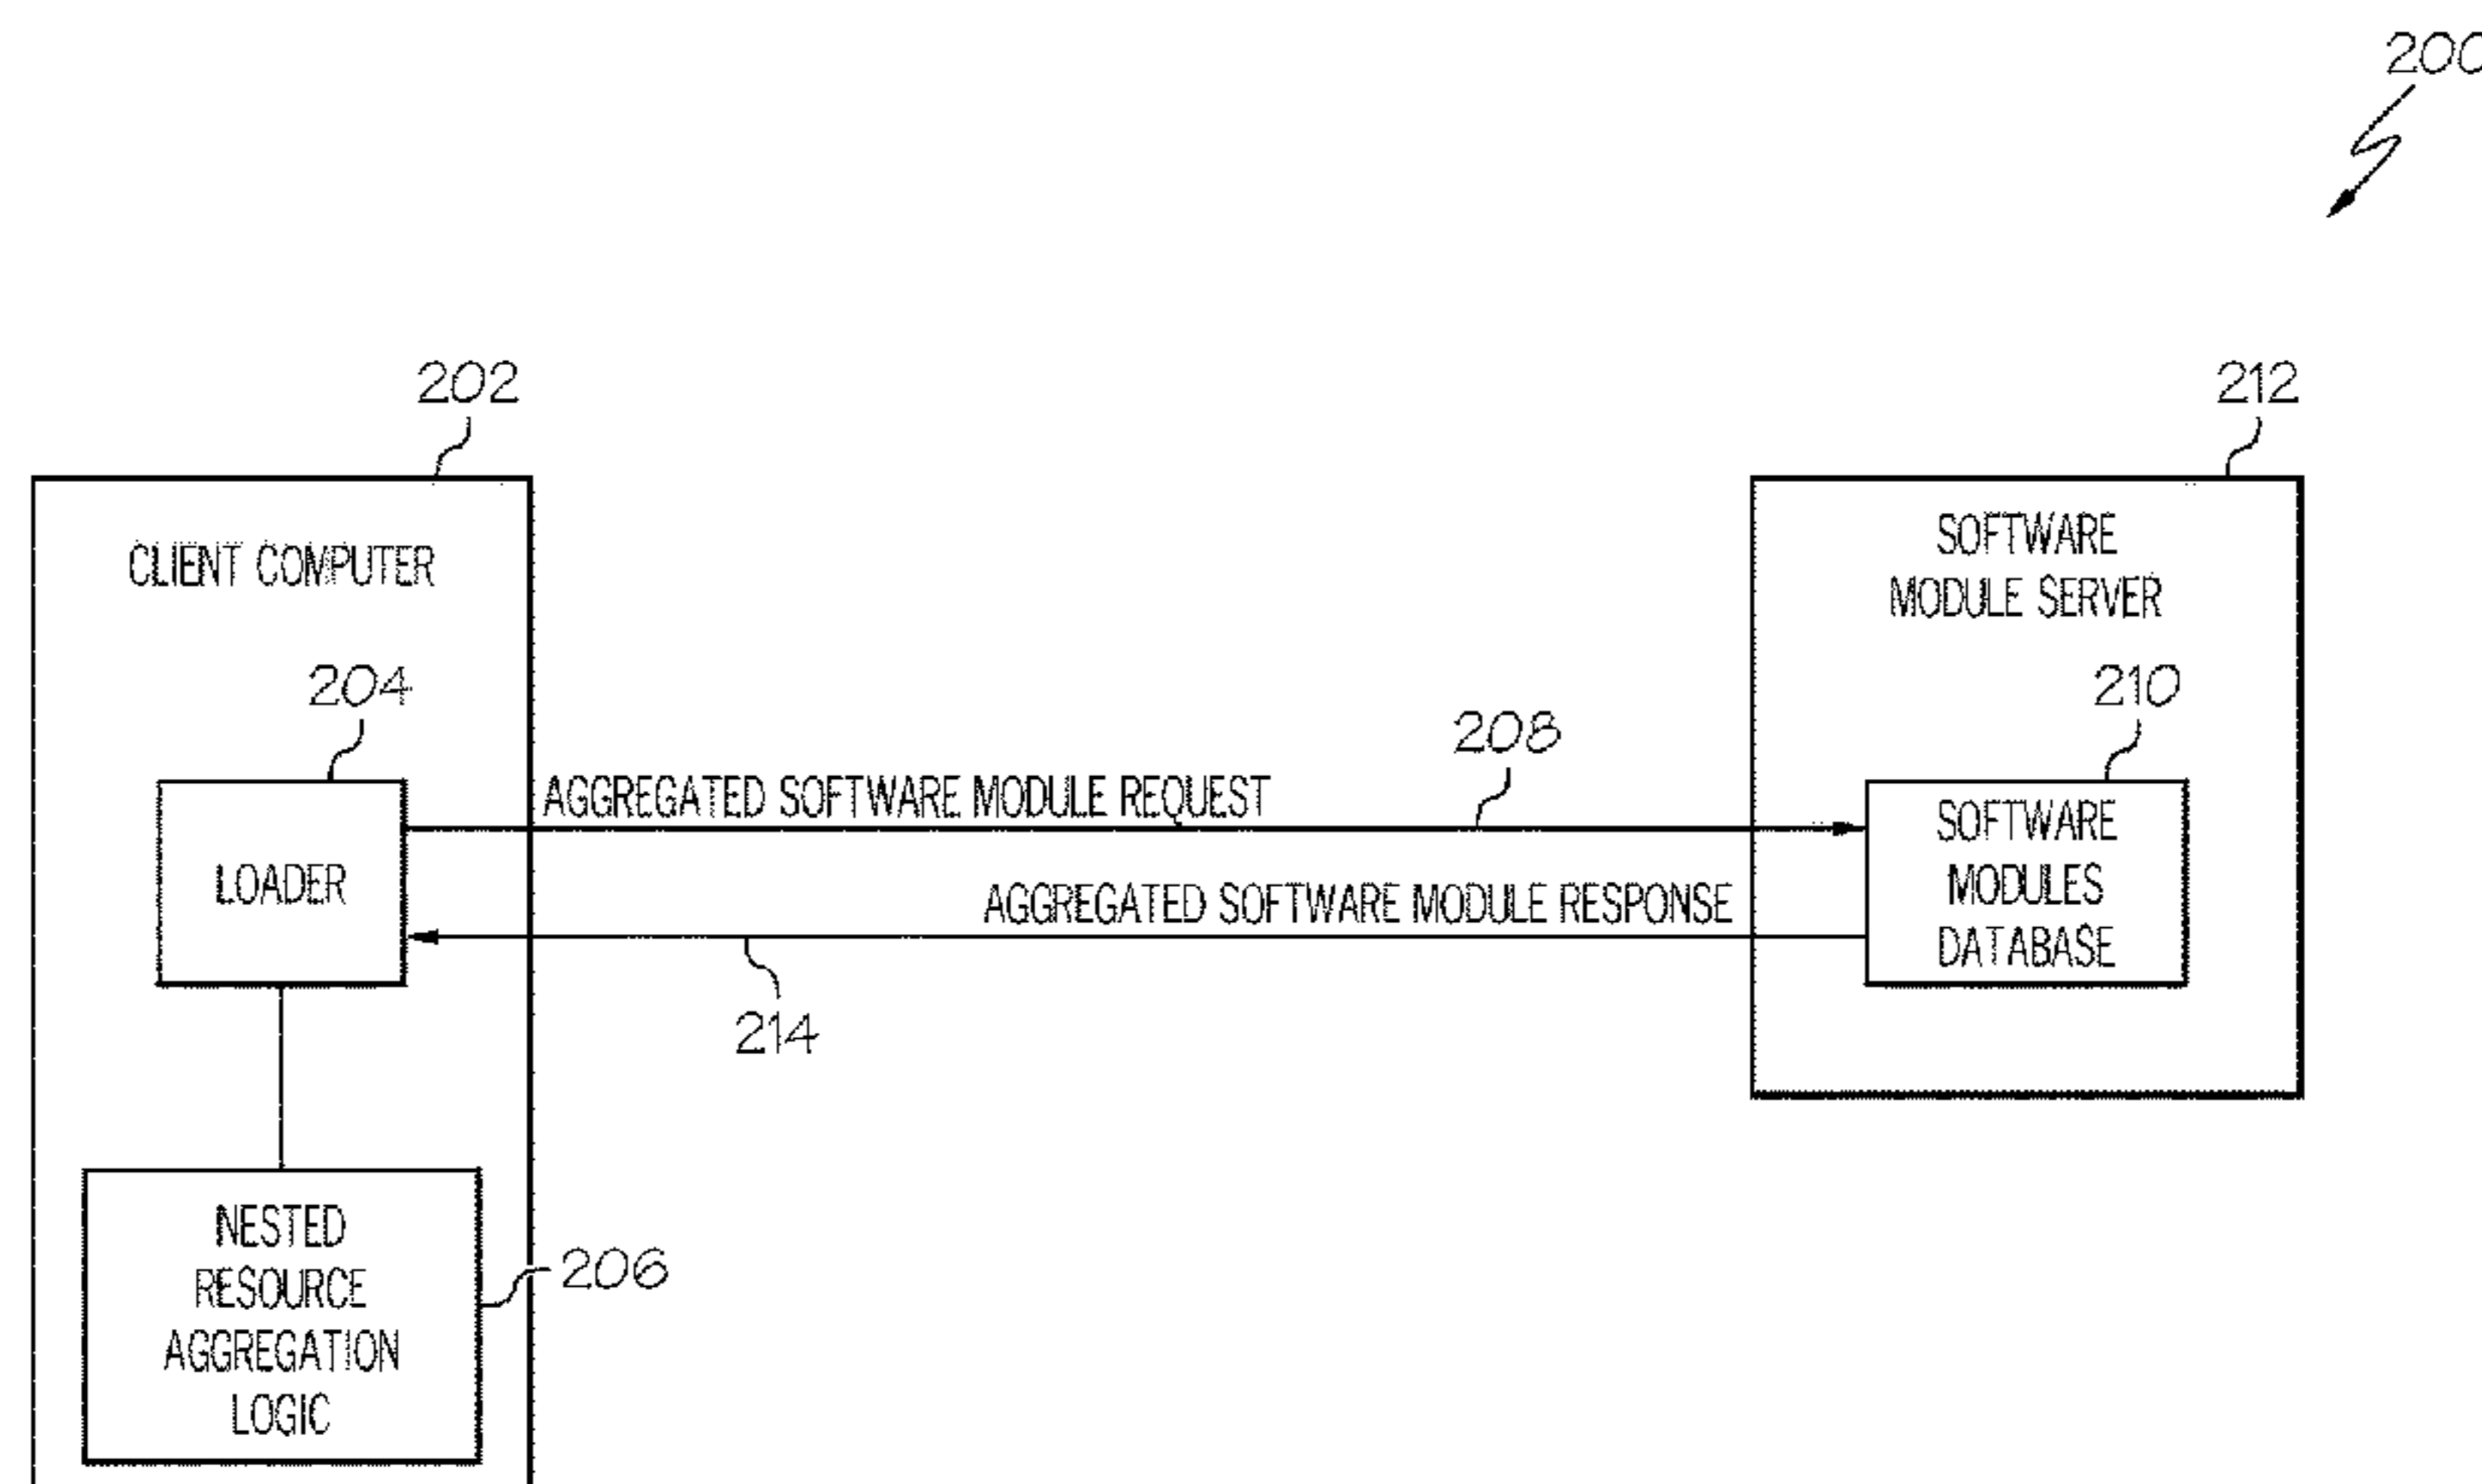 200
202
212
CLIENT COMPUTER
SOFTWARE
MODULE SERVER
204
210
208
AGGREGATED SOFTWARE MODULE REQUEST
LOADER
SOFTWARE
MODULES
DATABASE
AGGREGATED SOFTWARE MODULE RESPONSE
214
NESTED
RESOURCE
AGGREGATION
LOGIC
206